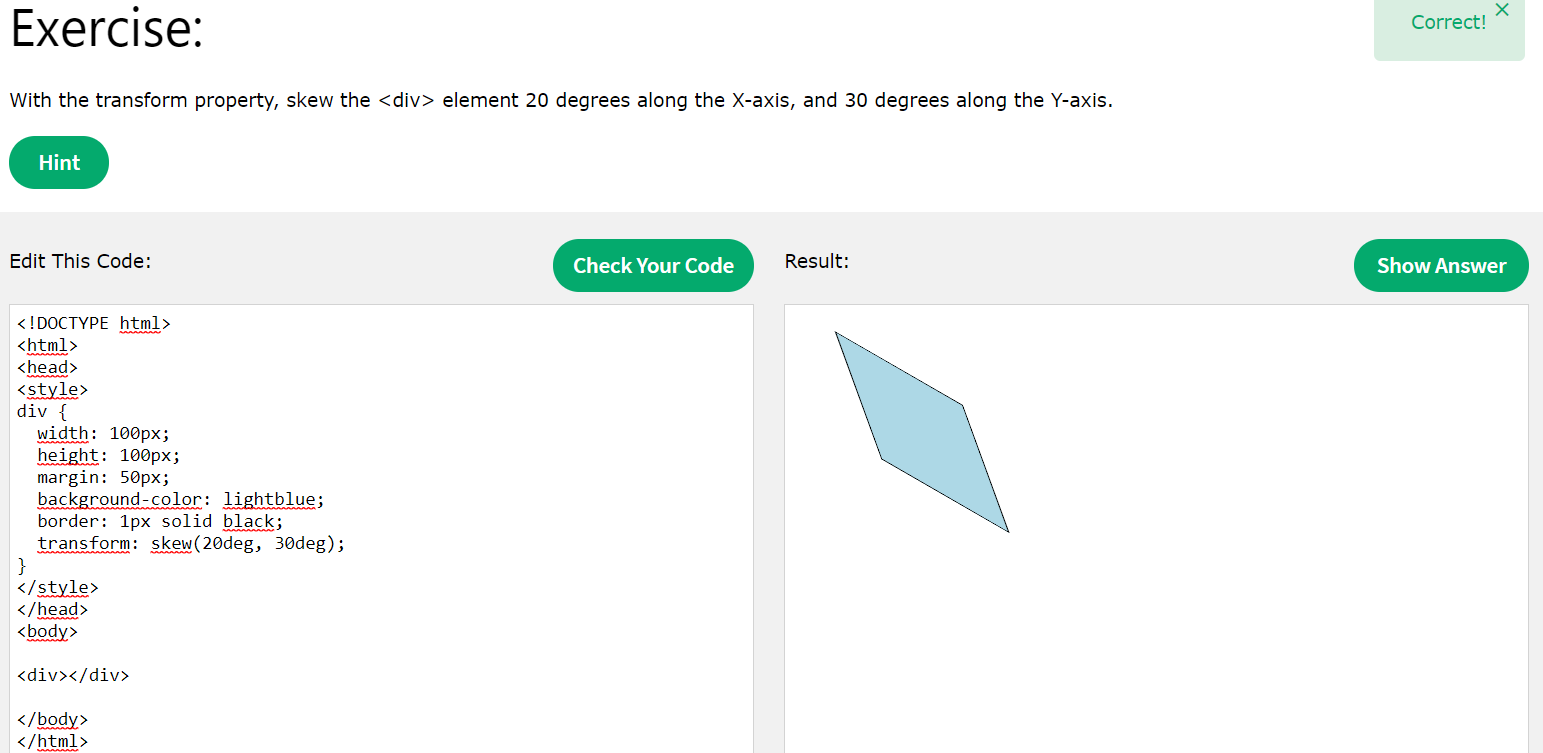 Exercise:
Correct! ×
With the transform property, skew the <div> element 20 degrees along the X-axis, and 30 degrees along the Y-axis.
Hint
Edit This Code:
Check Your Code
Result:
Show Answer
<!DOCTYPE html>
<html>
<head>
<style>
div {
  width: 100px;
  height: 100px;
  margin: 50px;
  background-color: lightblue;
  border: 1px solid black;
  transform: skew(20deg, 30deg);
}
</style>
</head>
<body>
<div></div>
</body>
</html>